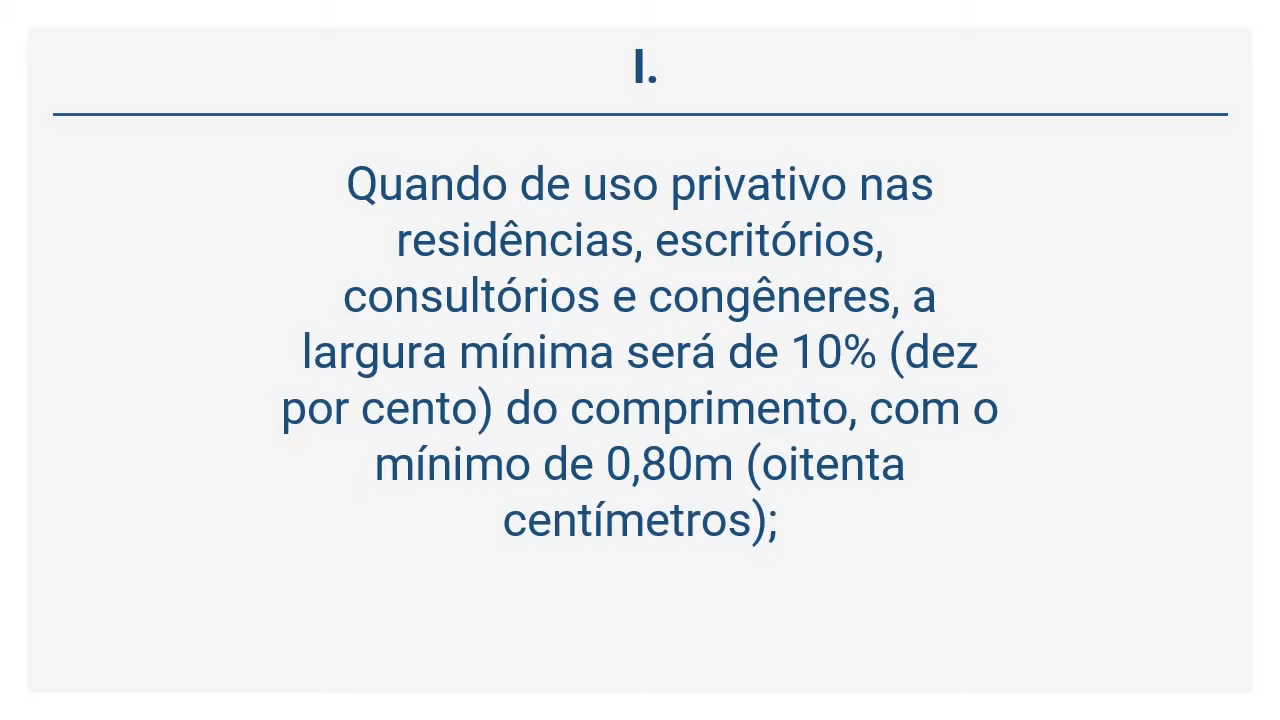 I.
Quando de uso privativo nas
residências, escritórios,
consultórios e congêneres, a
largura mínima será de 10% (dez
por cento) do comprimento, com o
mínimo de 0,80m (oitenta
centímetros);